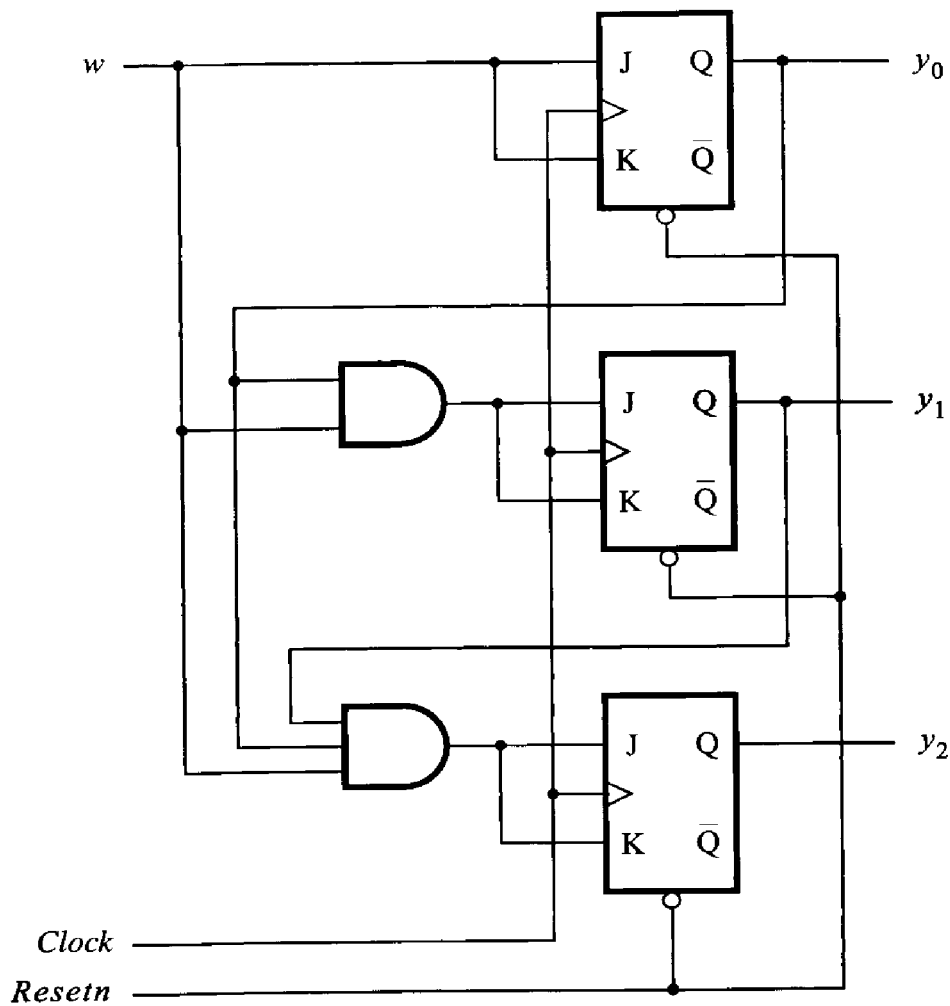 w
J Q
K Q̅
y₀
J Q
K Q̅
y₁
J Q
K Q̅
y₂
Clock
Resetn